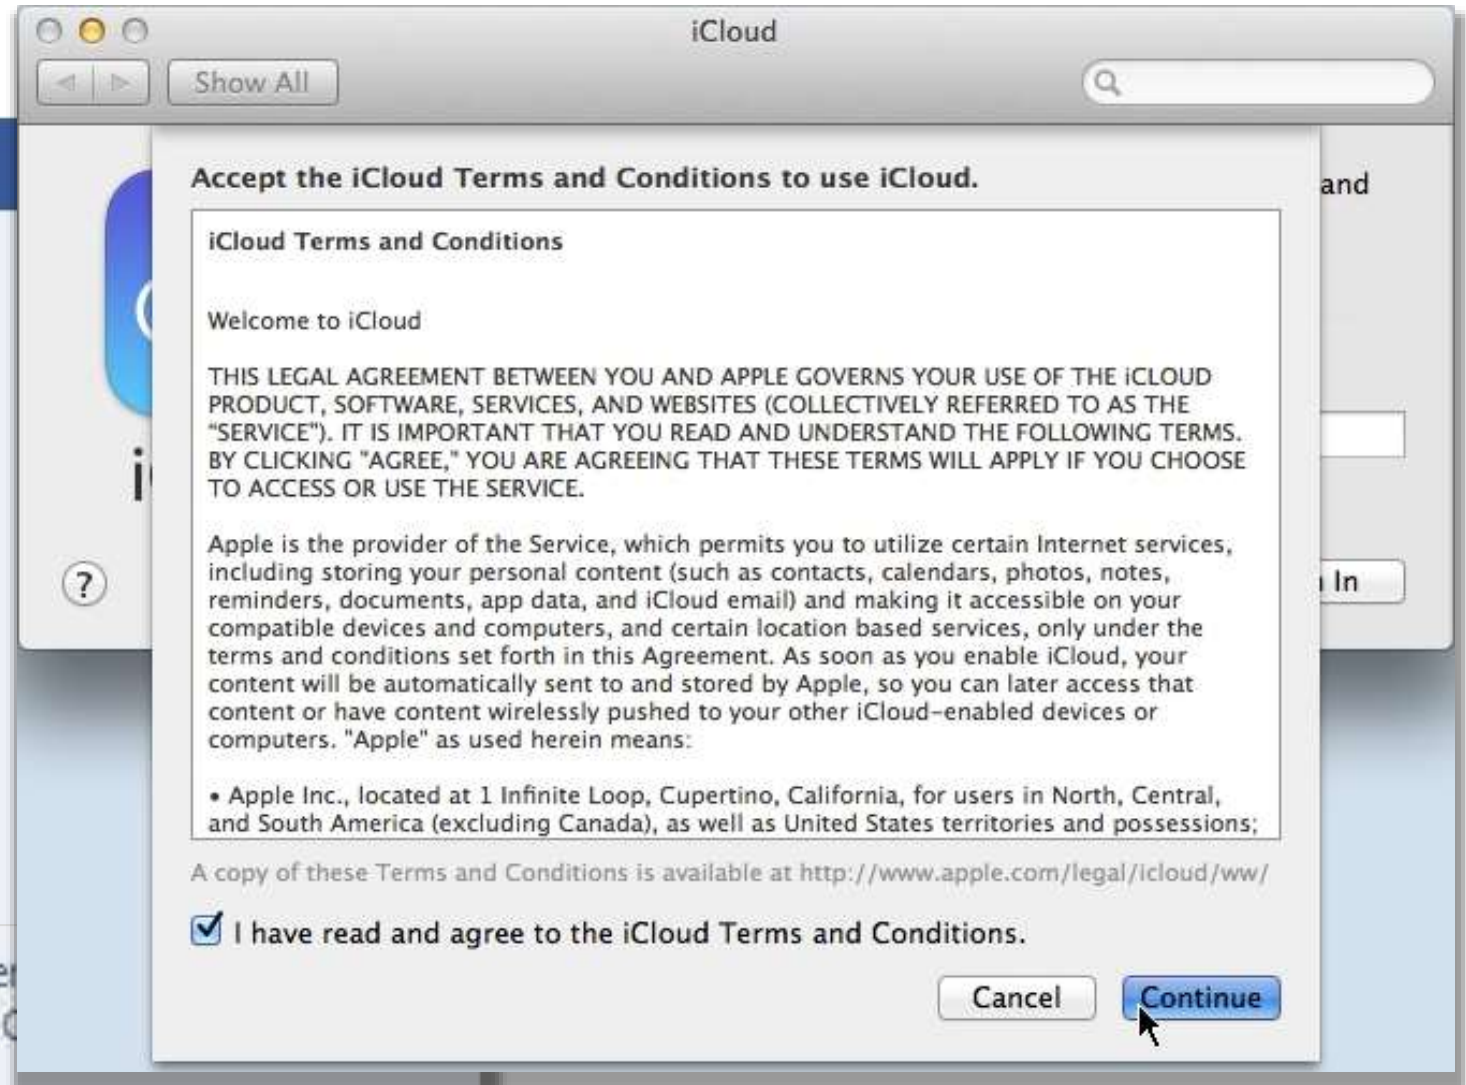 iCloud
Show All
and
Accept the iCloud Terms and Conditions to use iCloud.
iCloud Terms and Conditions
Welcome to iCloud
THIS LEGAL AGREEMENT BETWEEN YOU AND APPLE GOVERNS YOUR USE OF THE iCLOUD
PRODUCT, SOFTWARE, SERVICES, AND WEBSITES (COLLECTIVELY REFERRED TO AS THE
“SERVICE"). IT IS IMPORTANT THAT YOU READ AND UNDERSTAND THE FOLLOWING TERMS.
BY CLICKING "AGREE," YOU ARE AGREEING THAT THESE TERMS WILL APPLY IF YOU CHOOSE
TO ACCESS OR USE THE SERVICE.
Apple is the provider of the Service, which permits you to utilize certain Internet services,
including storing your personal content (such as contacts, calendars, photos, notes,
reminders, documents, app data, and iCloud email) and making it accessible on your
compatible devices and computers, and certain location based services, only under the
terms and conditions set forth in this Agreement. As soon as you enable iCloud, your
content will be automatically sent to and stored by Apple, so you can later access that
content or have content wirelessly pushed to your other iCloud-enabled devices or
computers. "Apple" as used herein means:
• Apple Inc., located at 1 Infinite Loop, Cupertino, California, for users in North, Central,
and South America (excluding Canada), as well as United States territories and possessions;
?
In
A copy of these Terms and Conditions is available at http://www.apple.com/legal/icloud/ww/
I have read and agree to the iCloud Terms and Conditions.
Cancel
Continue